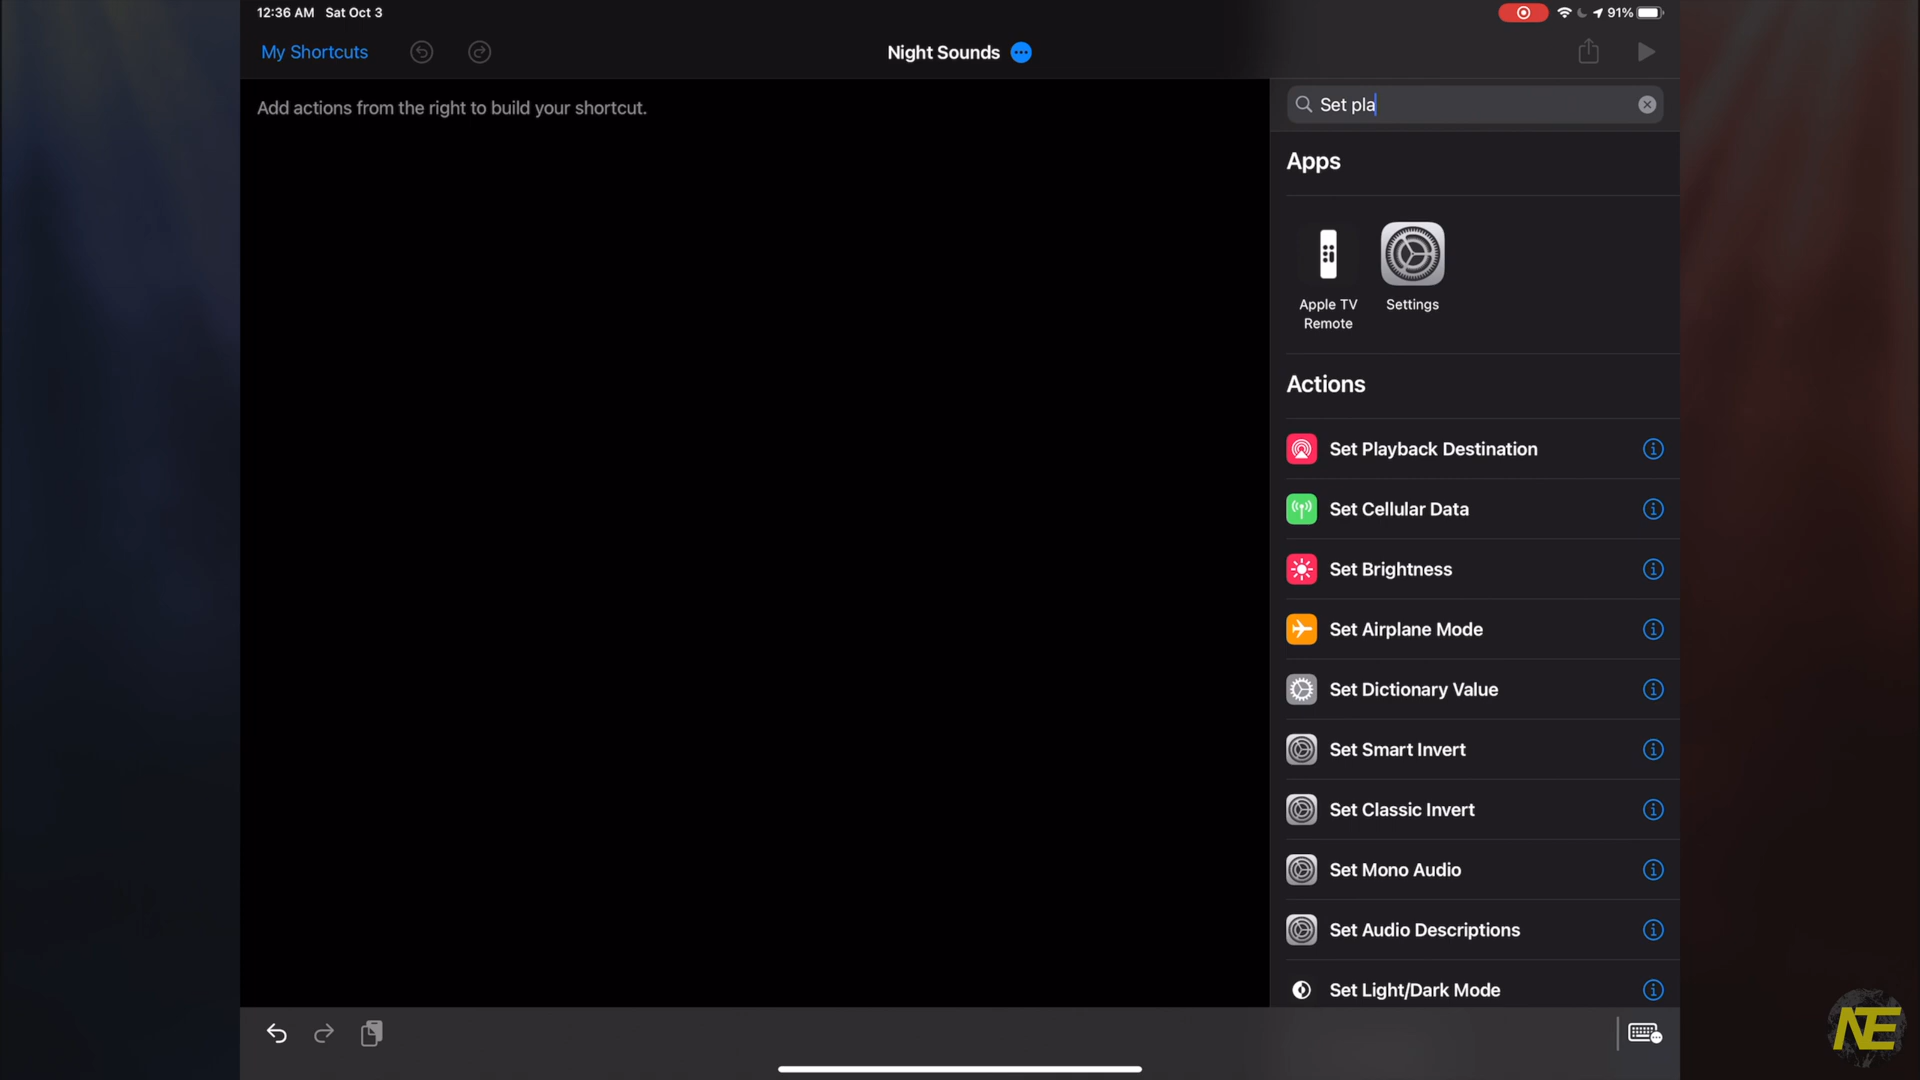 12:36 AM Sat Oct 3
91%
My Shortcuts
Night Sounds
Add actions from the right to build your shortcut.
Set pla
Apps
Apple TV
Remote
Settings
Actions
Set Playback Destination
Set Cellular Data
Set Brightness
Set Airplane Mode
Set Dictionary Value
Set Smart Invert
Set Classic Invert
Set Mono Audio
Set Audio Descriptions
Set Light/Dark Mode
NE